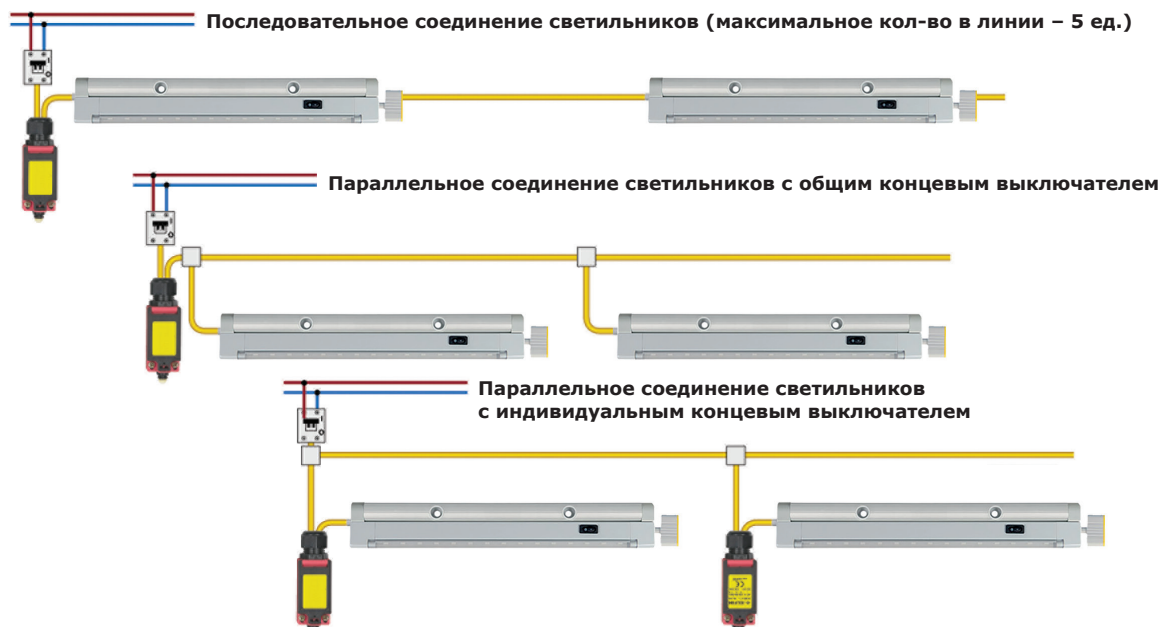 Последовательное соединение светильников (максимальное кол-во в линии – 5 ед.)
Параллельное соединение светильников с общим концевым выключателем
Параллельное соединение светильников
с индивидуальным концевым выключателем